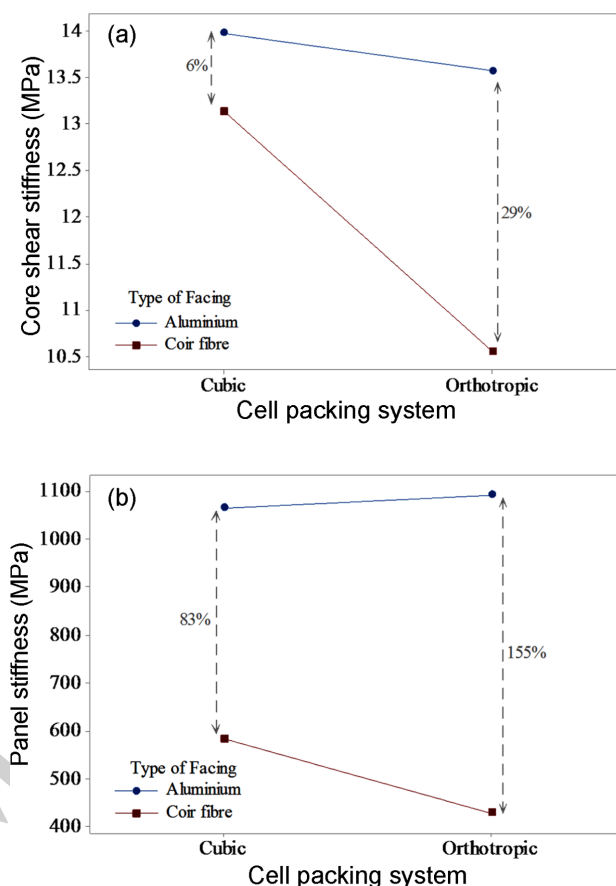 (a)
14
13.5
13
12.5
12
11.5
11
10.5
Core shear stiffness (MPa)
6%
29%
Type of Facing
Aluminium
Coir fibre
Cubic Orthotropic
Cell packing system
(b)
1100
1000
900
800
700
600
500
400
Panel stiffness (MPa)
83%
155%
Type of Facing
Aluminium
Coir fibre
Cubic Orthotropic
Cell packing system